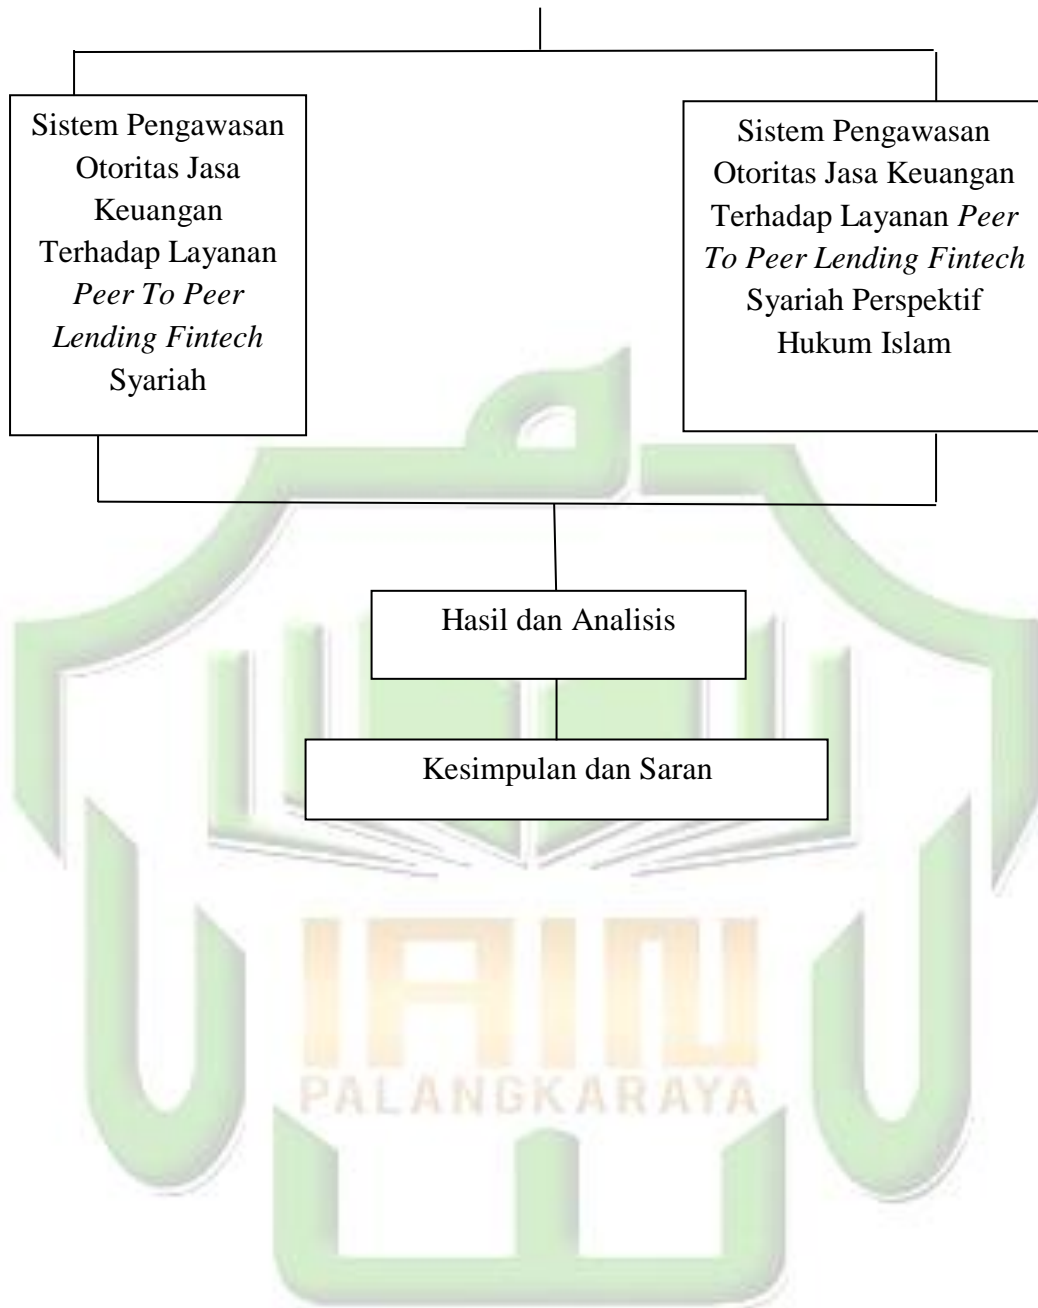 Sistem Pengawasan
Otoritas Jasa
Keuangan
Terhadap Layanan
Peer To Peer
Lending Fintech
Syariah
Sistem Pengawasan
Otoritas Jasa Keuangan
Terhadap Layanan Peer
To Peer Lending Fintech
Syariah Perspektif
Hukum Islam
Hasil dan Analisis
Kesimpulan dan Saran
IAIN
PALANGKARAYA